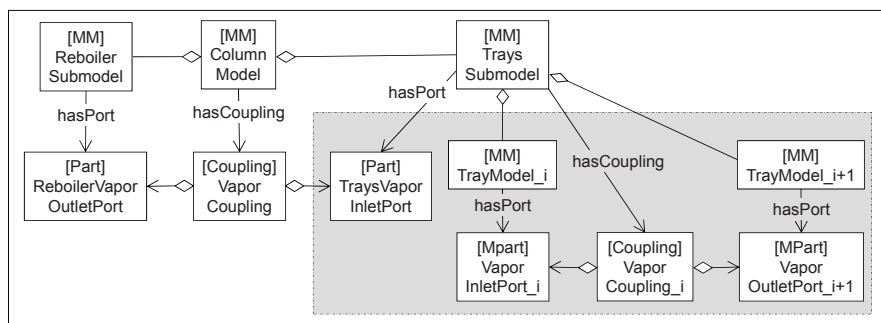 [MM]
Reboiler
Submodel
[MM]
Column
Model
[MM]
Trays
Submodel
hasPort
hasCoupling
hasPort
[Part]
ReboilerVapor
OutletPort
[Coupling]
Vapor
Coupling
[Part]
TraysVapor
InletPort
[MM]
TrayModel_i
hasCoupling
[MM]
TrayModel_i+1
hasPort
hasPort
[Mpart]
Vapor
InletPort_i
[Coupling]
Vapor
Coupling_i
[MPart]
Vapor
OutletPort_i+1